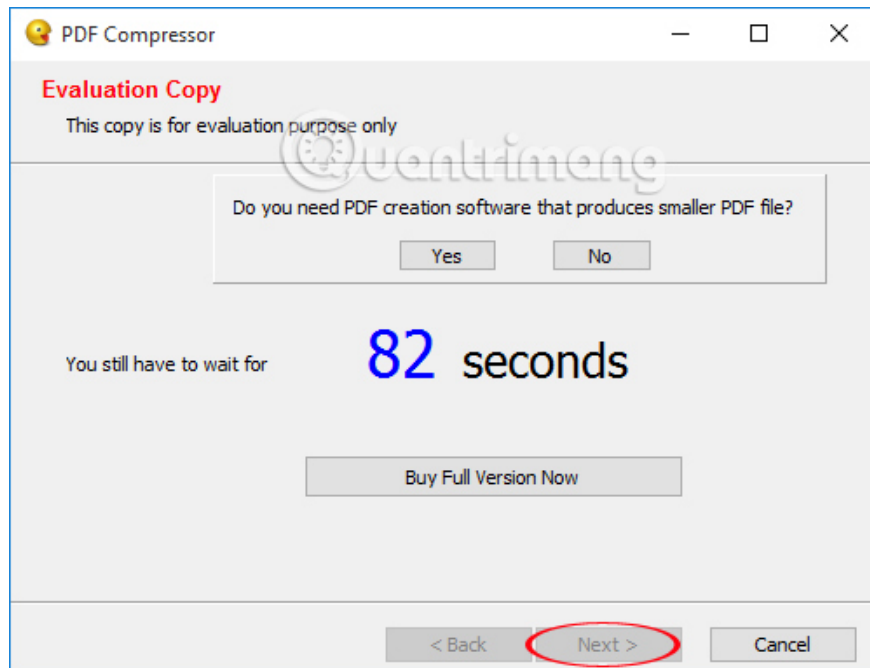 PDF Compressor
Evaluation Copy
This copy is for evaluation purpose only
Quantrimang
Do you need PDF creation software that produces smaller PDF file?
Yes No
You still have to wait for 82 seconds
Buy Full Version Now
< Back Next > Cancel